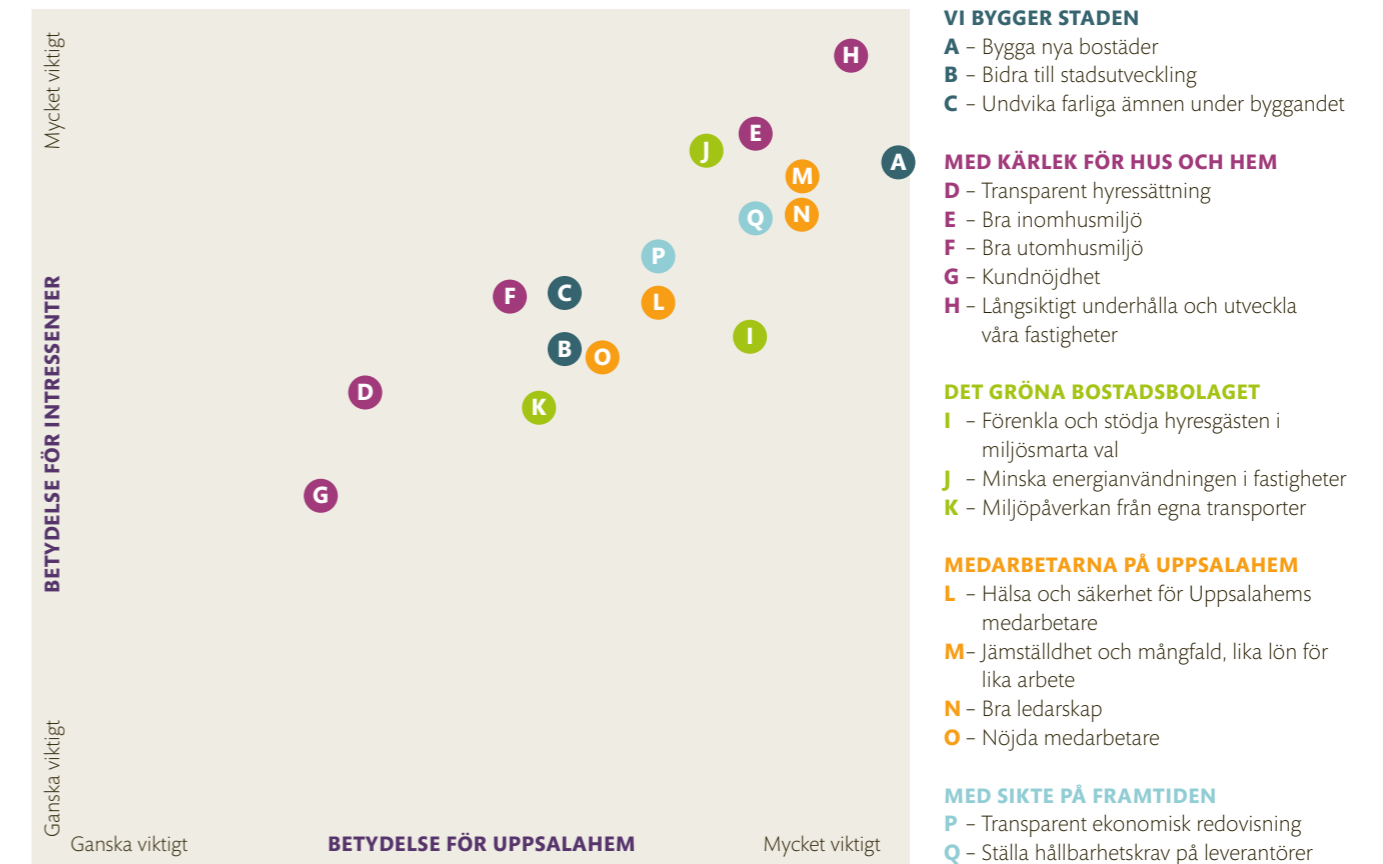 Mycket viktigt
BETYDELSE FÖR INTRESSENTER
Ganska viktigt
H
E
J
A
M
N
Q
P
F
C
L
I
B
O
D
K
G
Ganska viktigt
BETYDELSE FÖR UPPSALAHEM
Mycket viktigt
VI BYGGER STADEN
A – Bygga nya bostäder
B – Bidra till stadsutveckling
C – Undvika farliga ämnen under byggandet
MED KÄRLEK FÖR HUS OCH HEM
D – Transparent hyressättning
E – Bra inomhusmiljö
F – Bra utomhusmiljö
G – Kundnöjdhet
H – Långsiktigt underhålla och utveckla
våra fastigheter
DET GRÖNA BOSTADSBOLAGET
I – Förenkla och stödja hyresgästen i
miljösmarta val
J – Minska energianvändningen i fastigheter
K – Miljöpåverkan från egna transporter
MEDARBETARNA PÅ UPPSALAHEM
L – Hälsa och säkerhet för Uppsalahems
medarbetare
M– Jämställdhet och mångfald, lika lön för
lika arbete
N – Bra ledarskap
O – Nöjda medarbetare
MED SIKTE PÅ FRAMTIDEN
P – Transparent ekonomisk redovisning
Q – Ställa hållbarhetskrav på leverantörer